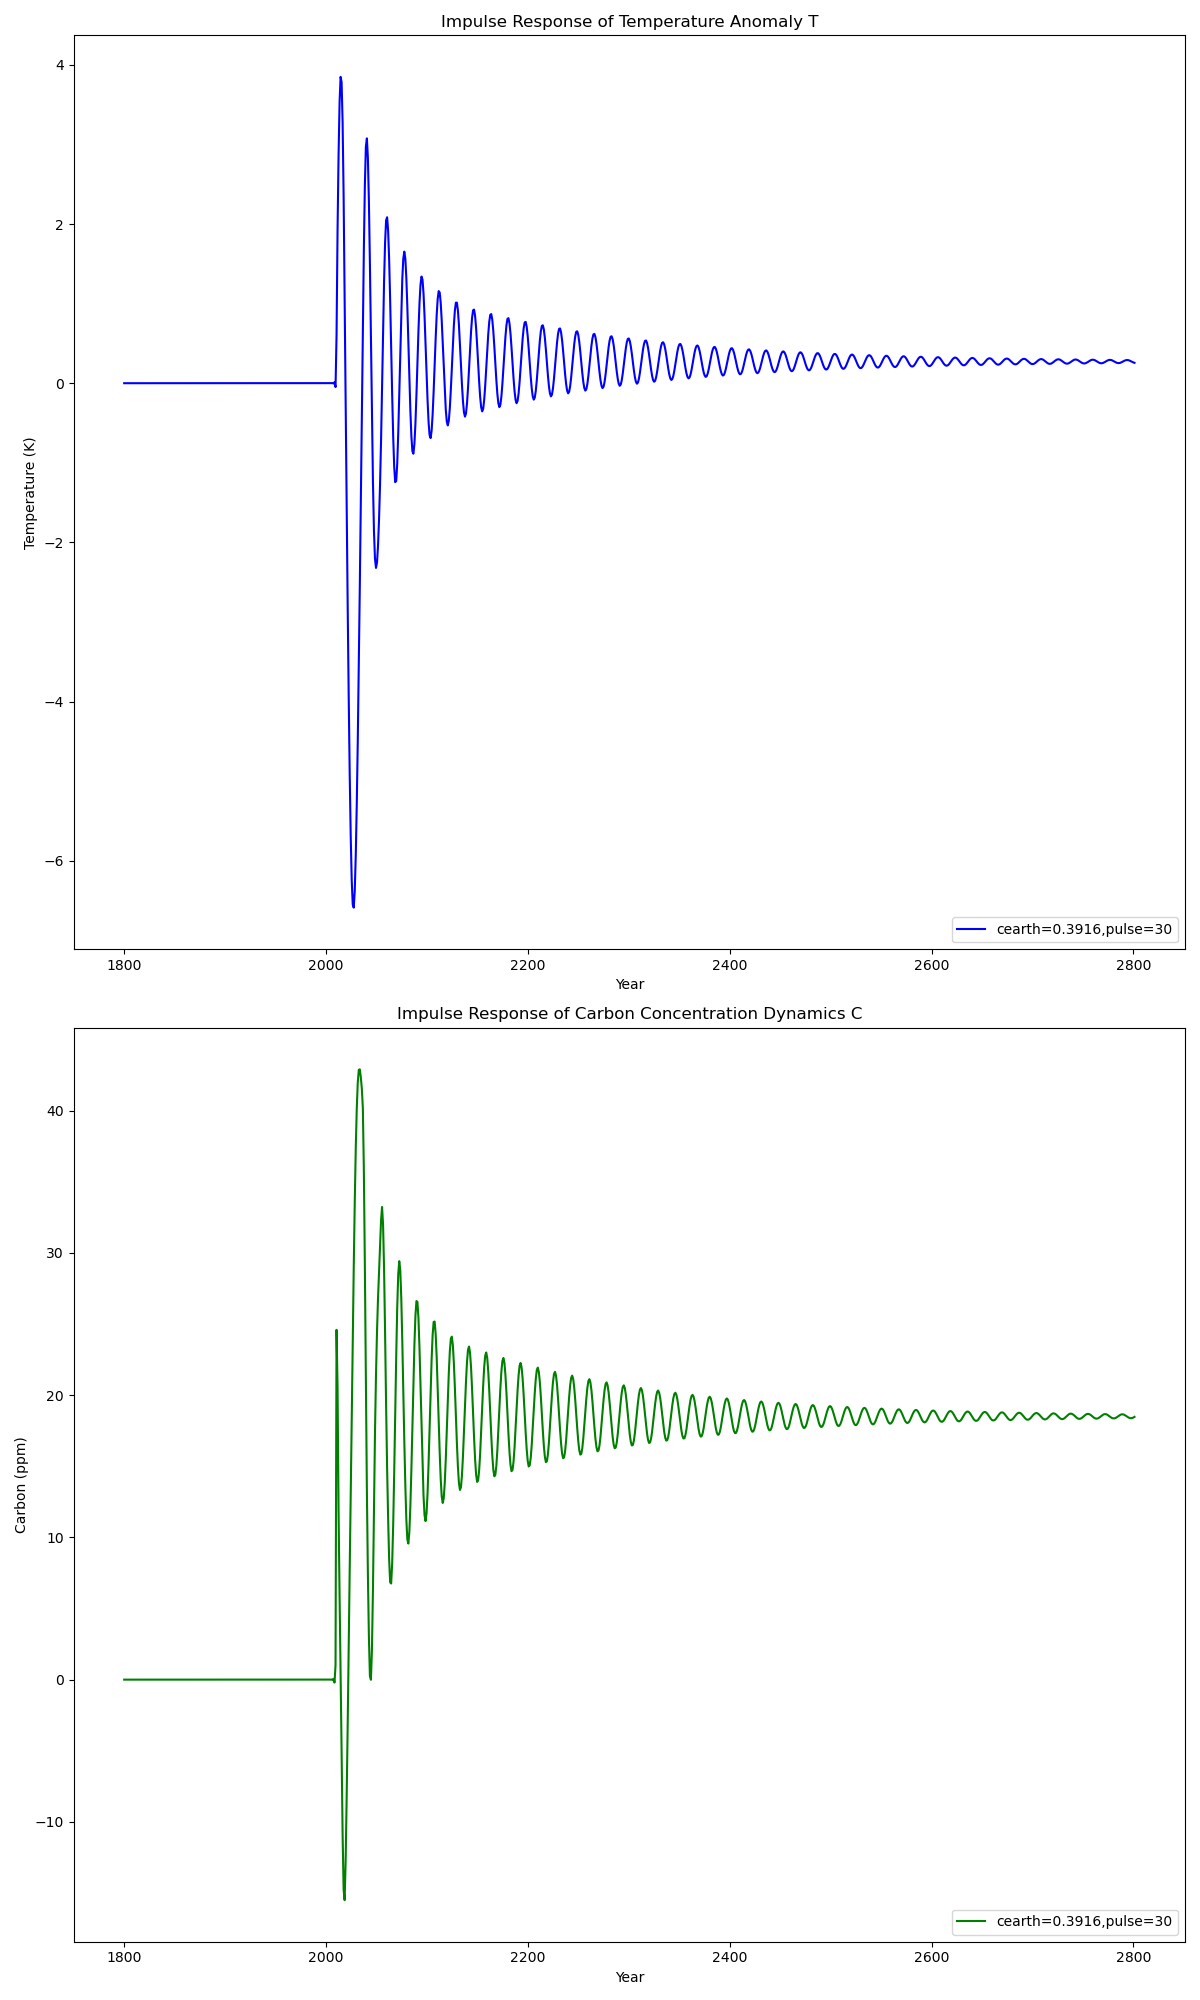 Impulse Response of Temperature Anomaly T
4
2
0
−2
−4
−6
Temperature (K)
cearth=0.3916,pulse=30
1800 2000 2200 2400 2600 2800
Year
Impulse Response of Carbon Concentration Dynamics C
40
30
20
10
0
−10
Carbon (ppm)
cearth=0.3916,pulse=30
1800 2000 2200 2400 2600 2800
Year